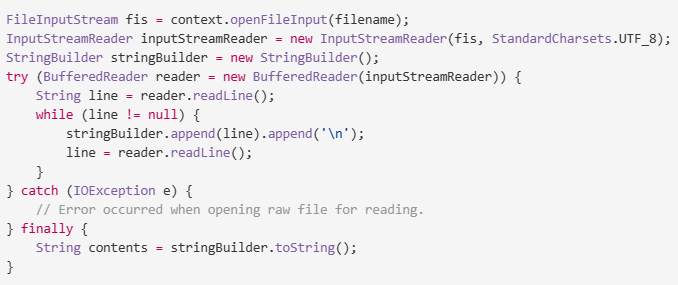 FileInputStream fis = context.openFileInput(filename);
InputStreamReader inputStreamReader = new InputStreamReader(fis, StandardCharsets.UTF_8);
StringBuilder stringBuilder = new StringBuilder();
try (BufferedReader reader = new BufferedReader(inputStreamReader)) {
    String line = reader.readLine();
    while (line != null) {
        stringBuilder.append(line).append('\n');
        line = reader.readLine();
    }
} catch (IOException e) {
    // Error occurred when opening raw file for reading.
} finally {
    String contents = stringBuilder.toString();
}